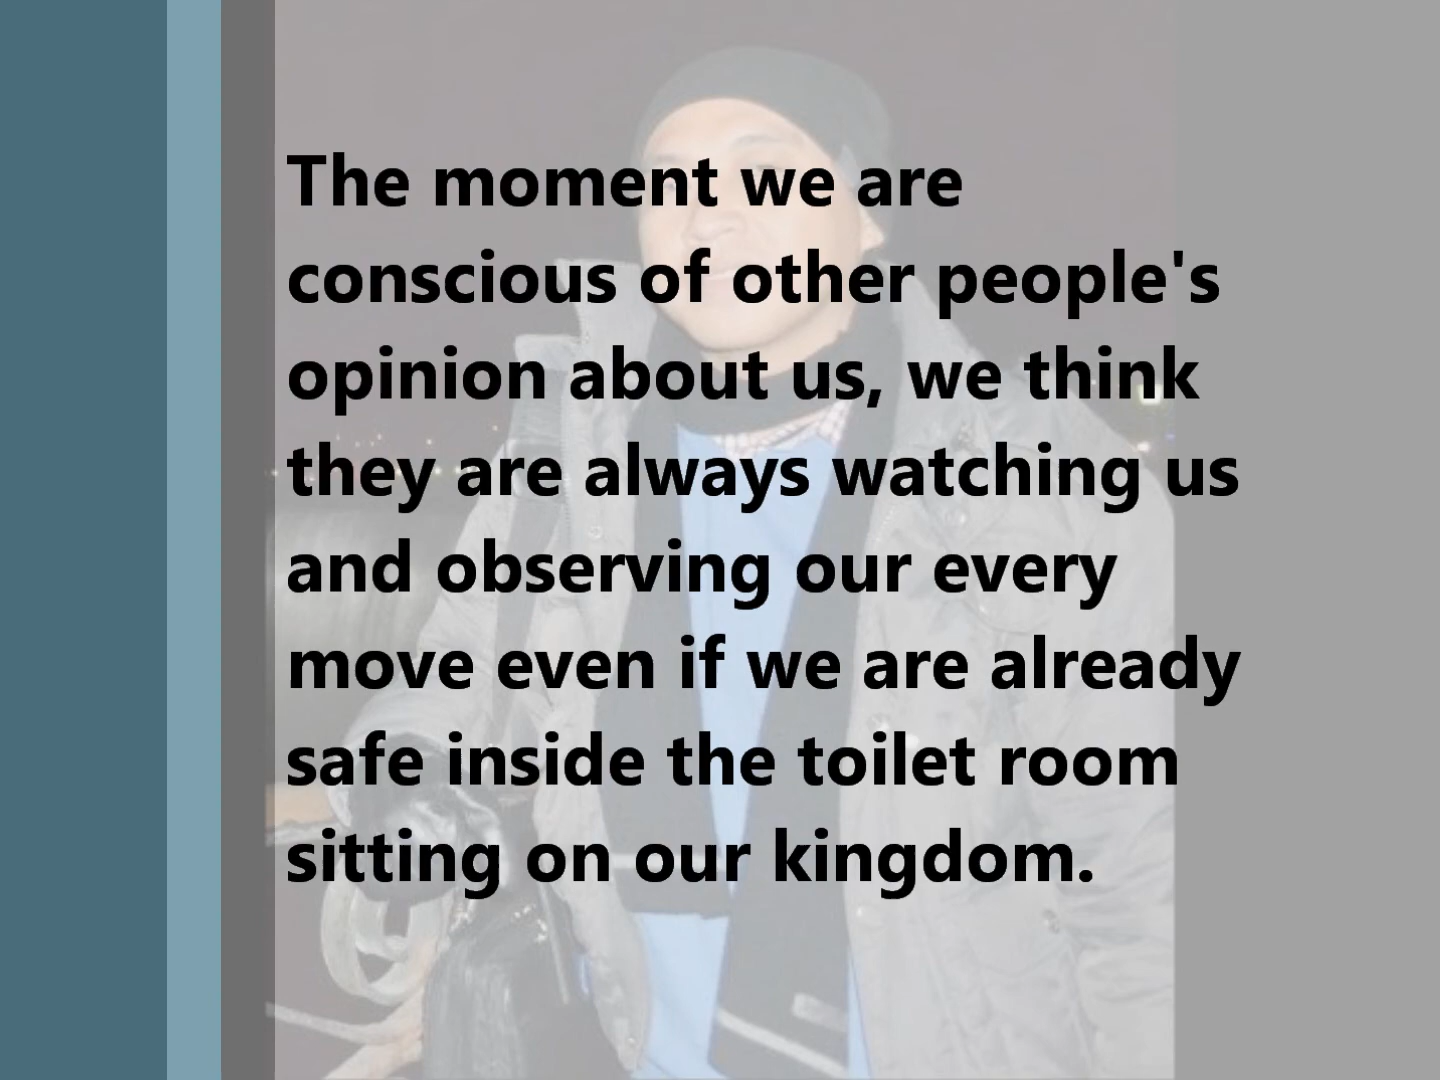 The moment we are
conscious of other people's
opinion about us, we think
they are always watching us
and observing our every
move even if we are already
safe inside the toilet room
sitting on our kingdom.